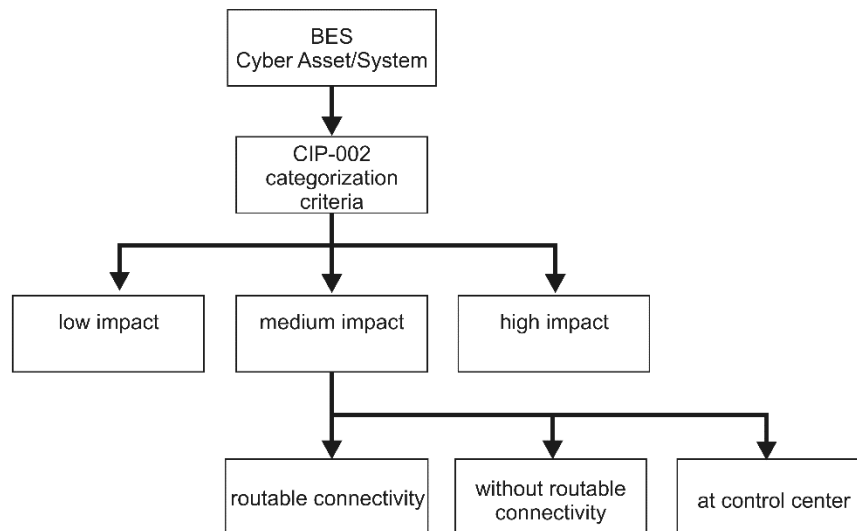 BES
Cyber Asset/System
CIP-002
categorization
criteria
low impact
medium impact
high impact
routable connectivity
without routable
connectivity
at control center